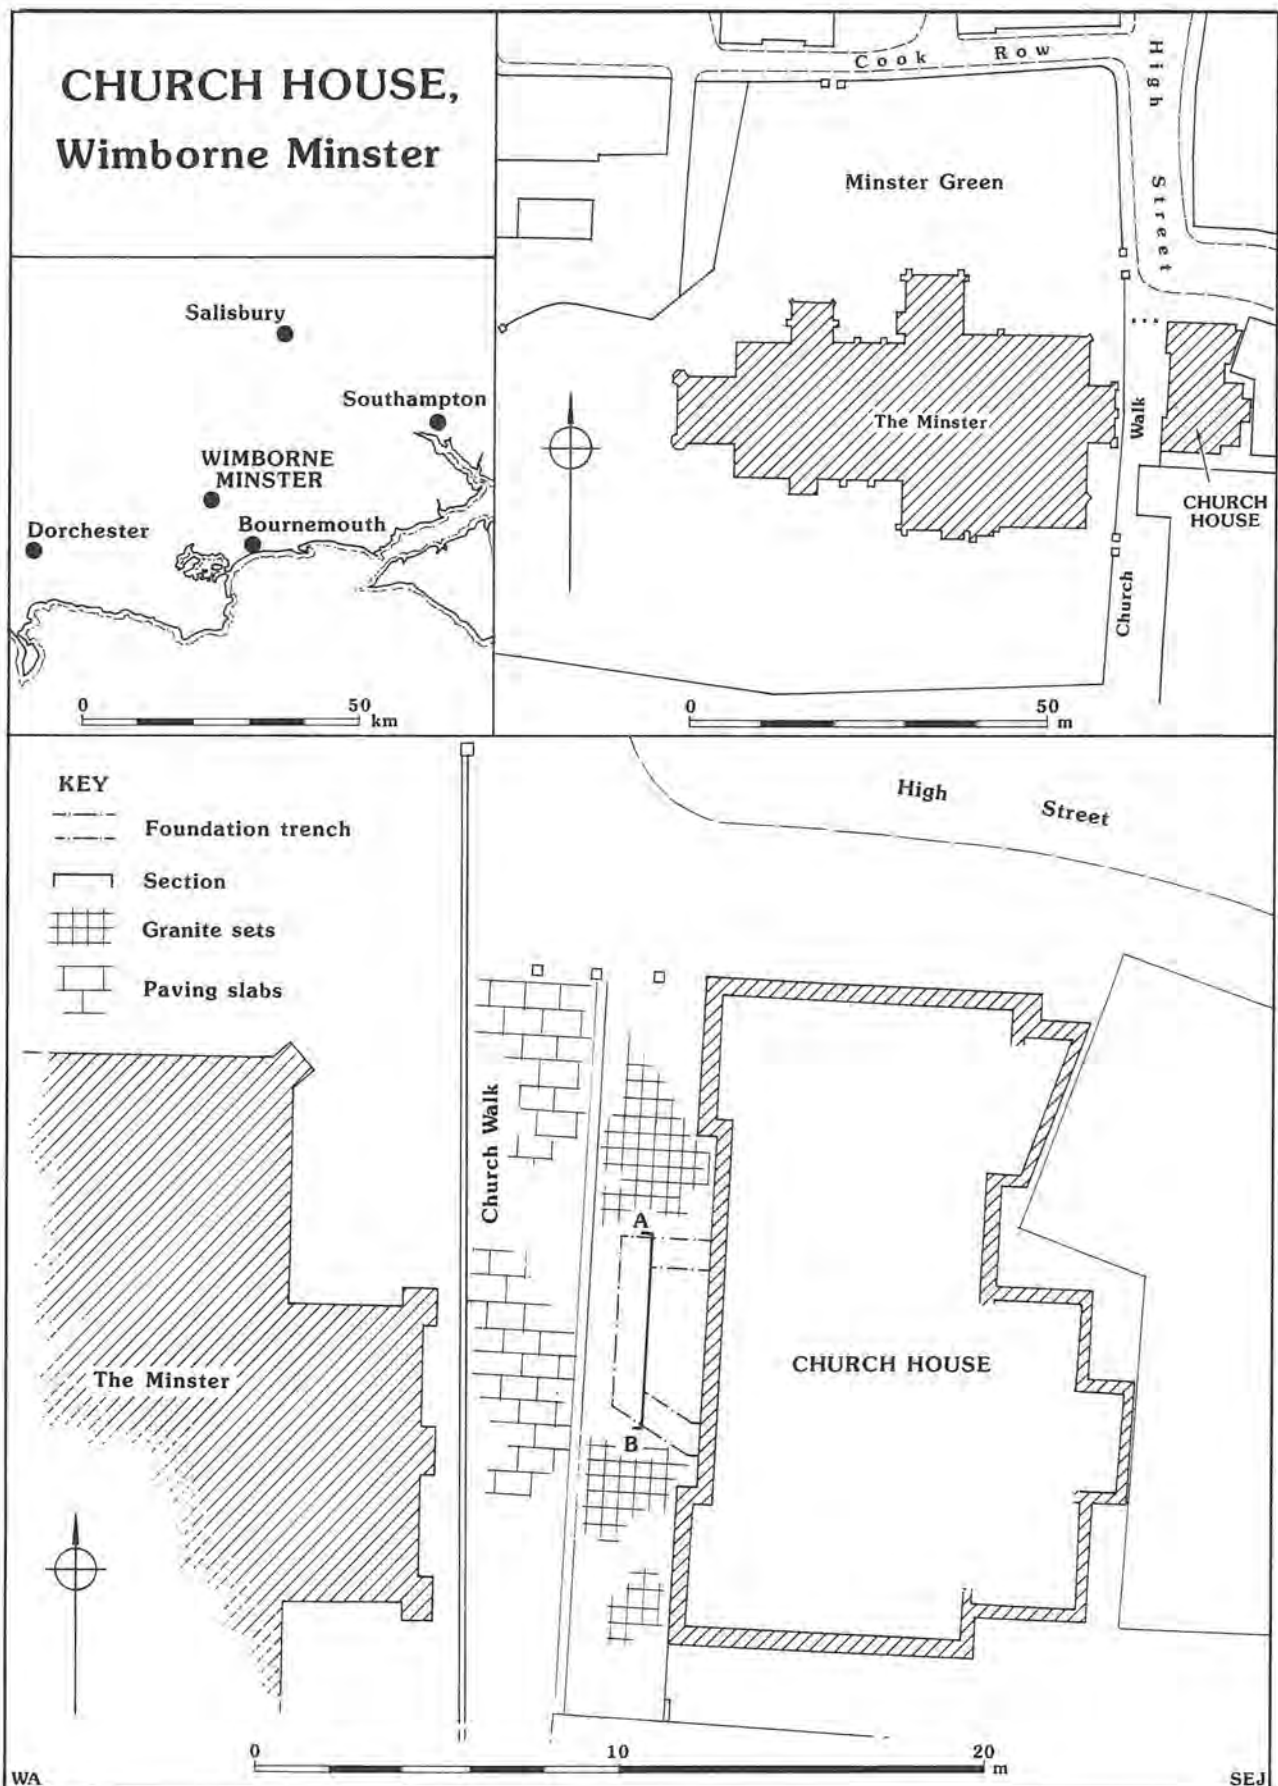 CHURCH HOUSE,
Wimborne Minster
Salisbury
Southampton
WIMBORNE
MINSTER
Bournemouth
Dorchester
0 50
km
Cook Row
High Street
Minster Green
The Minster
Church Walk
CHURCH
HOUSE
0 50
m
KEY
Foundation trench
Section
Granite sets
Paving slabs
High Street
Church Walk
A
B
The Minster
CHURCH HOUSE
0 10 20
m
WA
SEJ